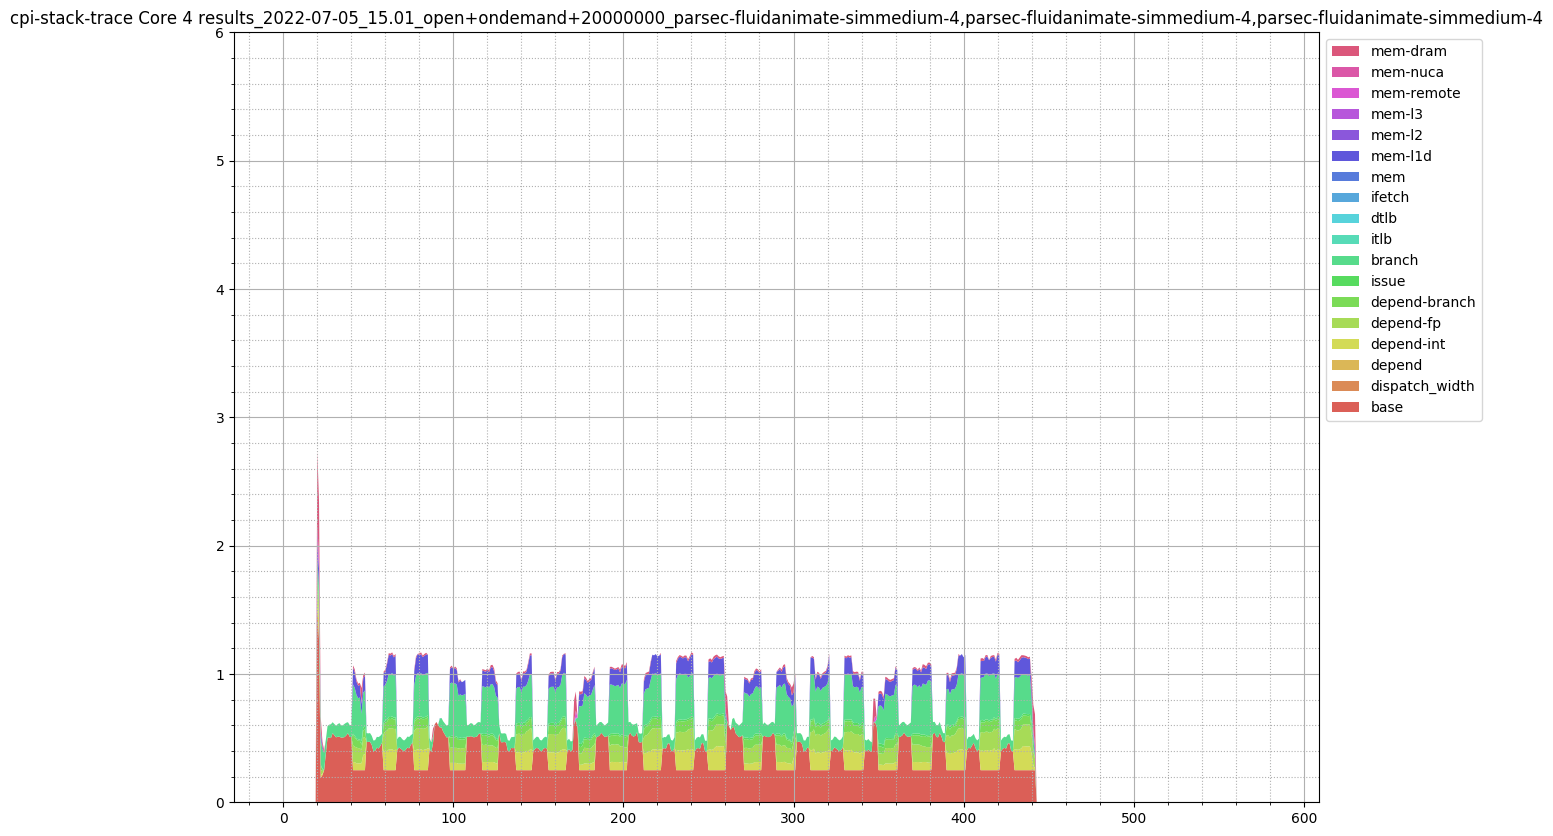 cpi-stack-trace Core 4 results_2022-07-05_15.01_open+ondemand+20000000_parsec-fluidanimate-simmedium-4,parsec-fluidanimate-simmedium-4,parsec-fluidanimate-simmedium-4
6
5
4
3
2
1
0
0 100 200 300 400 500 600
mem-dram
mem-nuca
mem-remote
mem-l3
mem-l2
mem-l1d
mem
ifetch
dtlb
itlb
branch
issue
depend-branch
depend-fp
depend-int
depend
dispatch_width
base